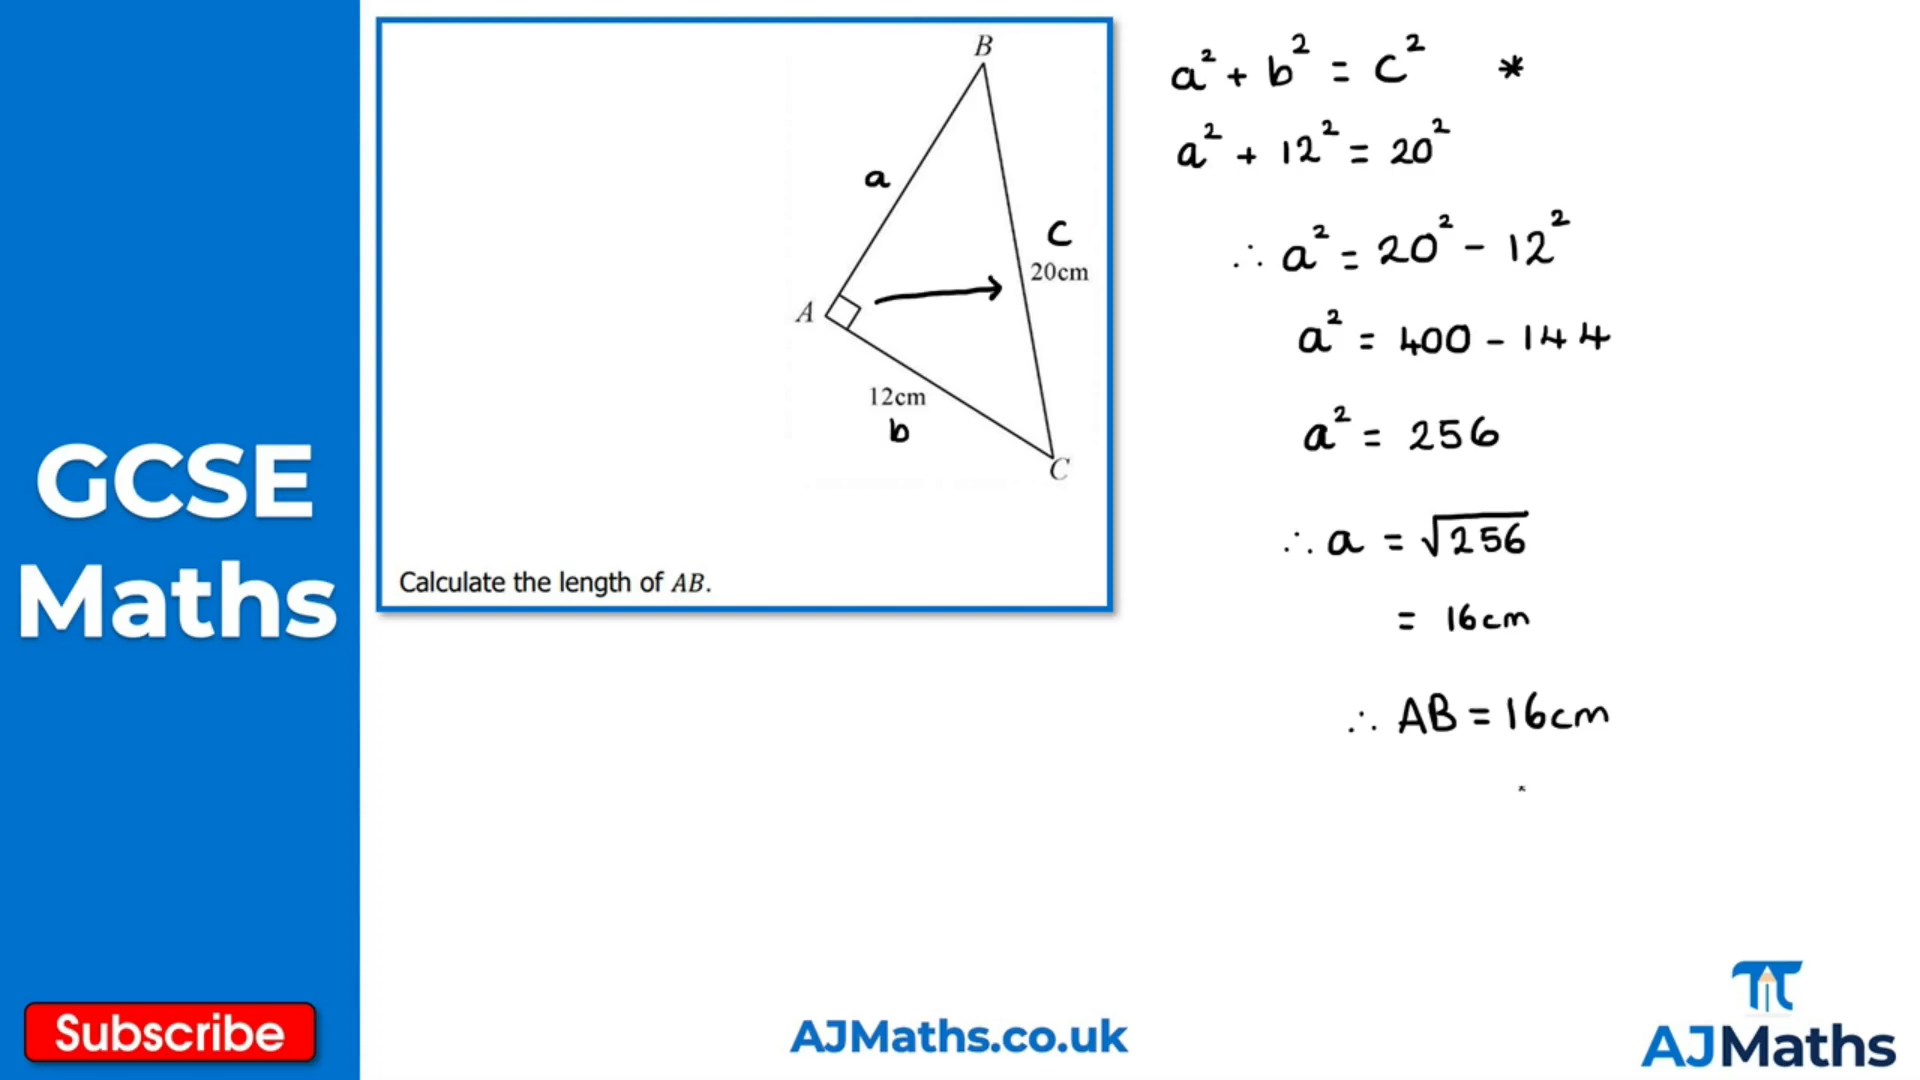 GCSE
Maths
Subscribe
B
a
c
20cm
A
12cm
b
C
Calculate the length of AB.
a² + b² = c² *
a² + 12² = 20²
∴ a² = 20² - 12²
a² = 400 - 144
a² = 256
∴ a = √256
= 16cm
∴ AB = 16cm
AJMaths.co.uk
AJMaths